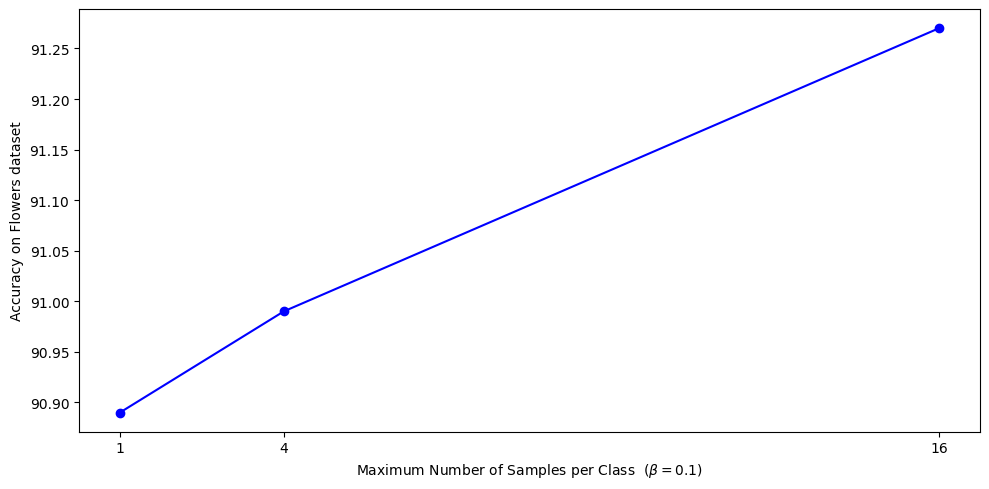 91.25
91.20
91.15
91.10
91.05
91.00
90.95
90.90
Accuracy on Flowers dataset
1 4 16
Maximum Number of Samples per Class (β = 0.1)